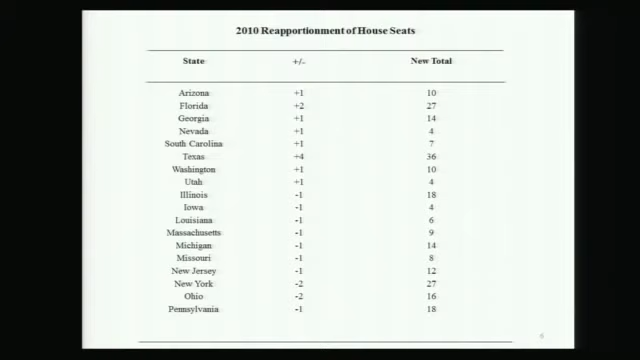 2010 Reapportionment of House Seats
State +/- New Total
Arizona +1 10
Florida +2 27
Georgia +1 14
Nevada +1 4
South Carolina +1 7
Texas +4 36
Washington +1 10
Utah +1 4
Illinois -1 18
Iowa -1 4
Louisiana -1 6
Massachusetts -1 9
Michigan -1 14
Missouri -1 8
New Jersey -1 12
New York -2 27
Ohio -2 16
Pennsylvania -1 18
6